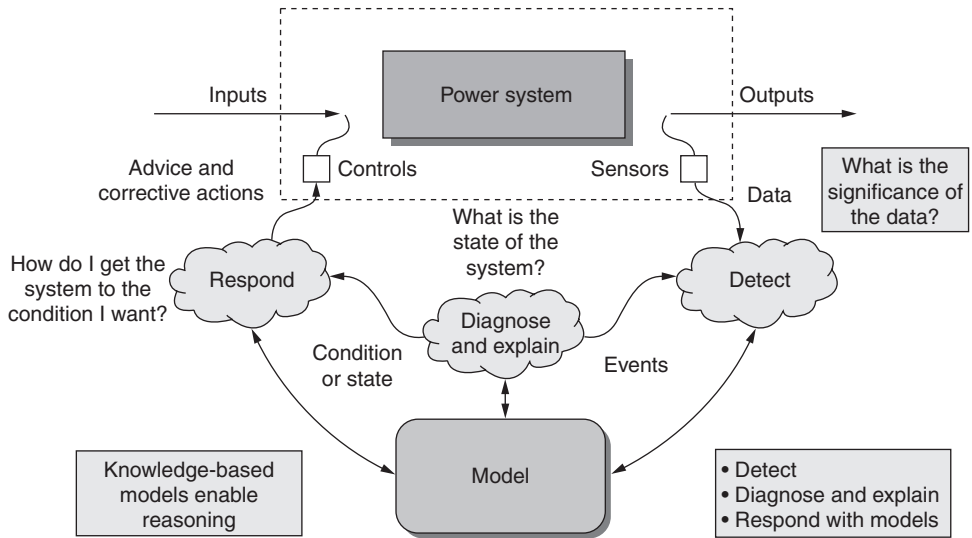 Power system
Inputs
Outputs
Advice and
corrective actions
Controls
Sensors
Data
What is the
significance of
the data?
What is the
state of the
system?
How do I get the
system to the
condition I want?
Respond
Detect
Diagnose
and explain
Condition
or state
Events
Model
Knowledge-based
models enable
reasoning
• Detect
• Diagnose and explain
• Respond with models